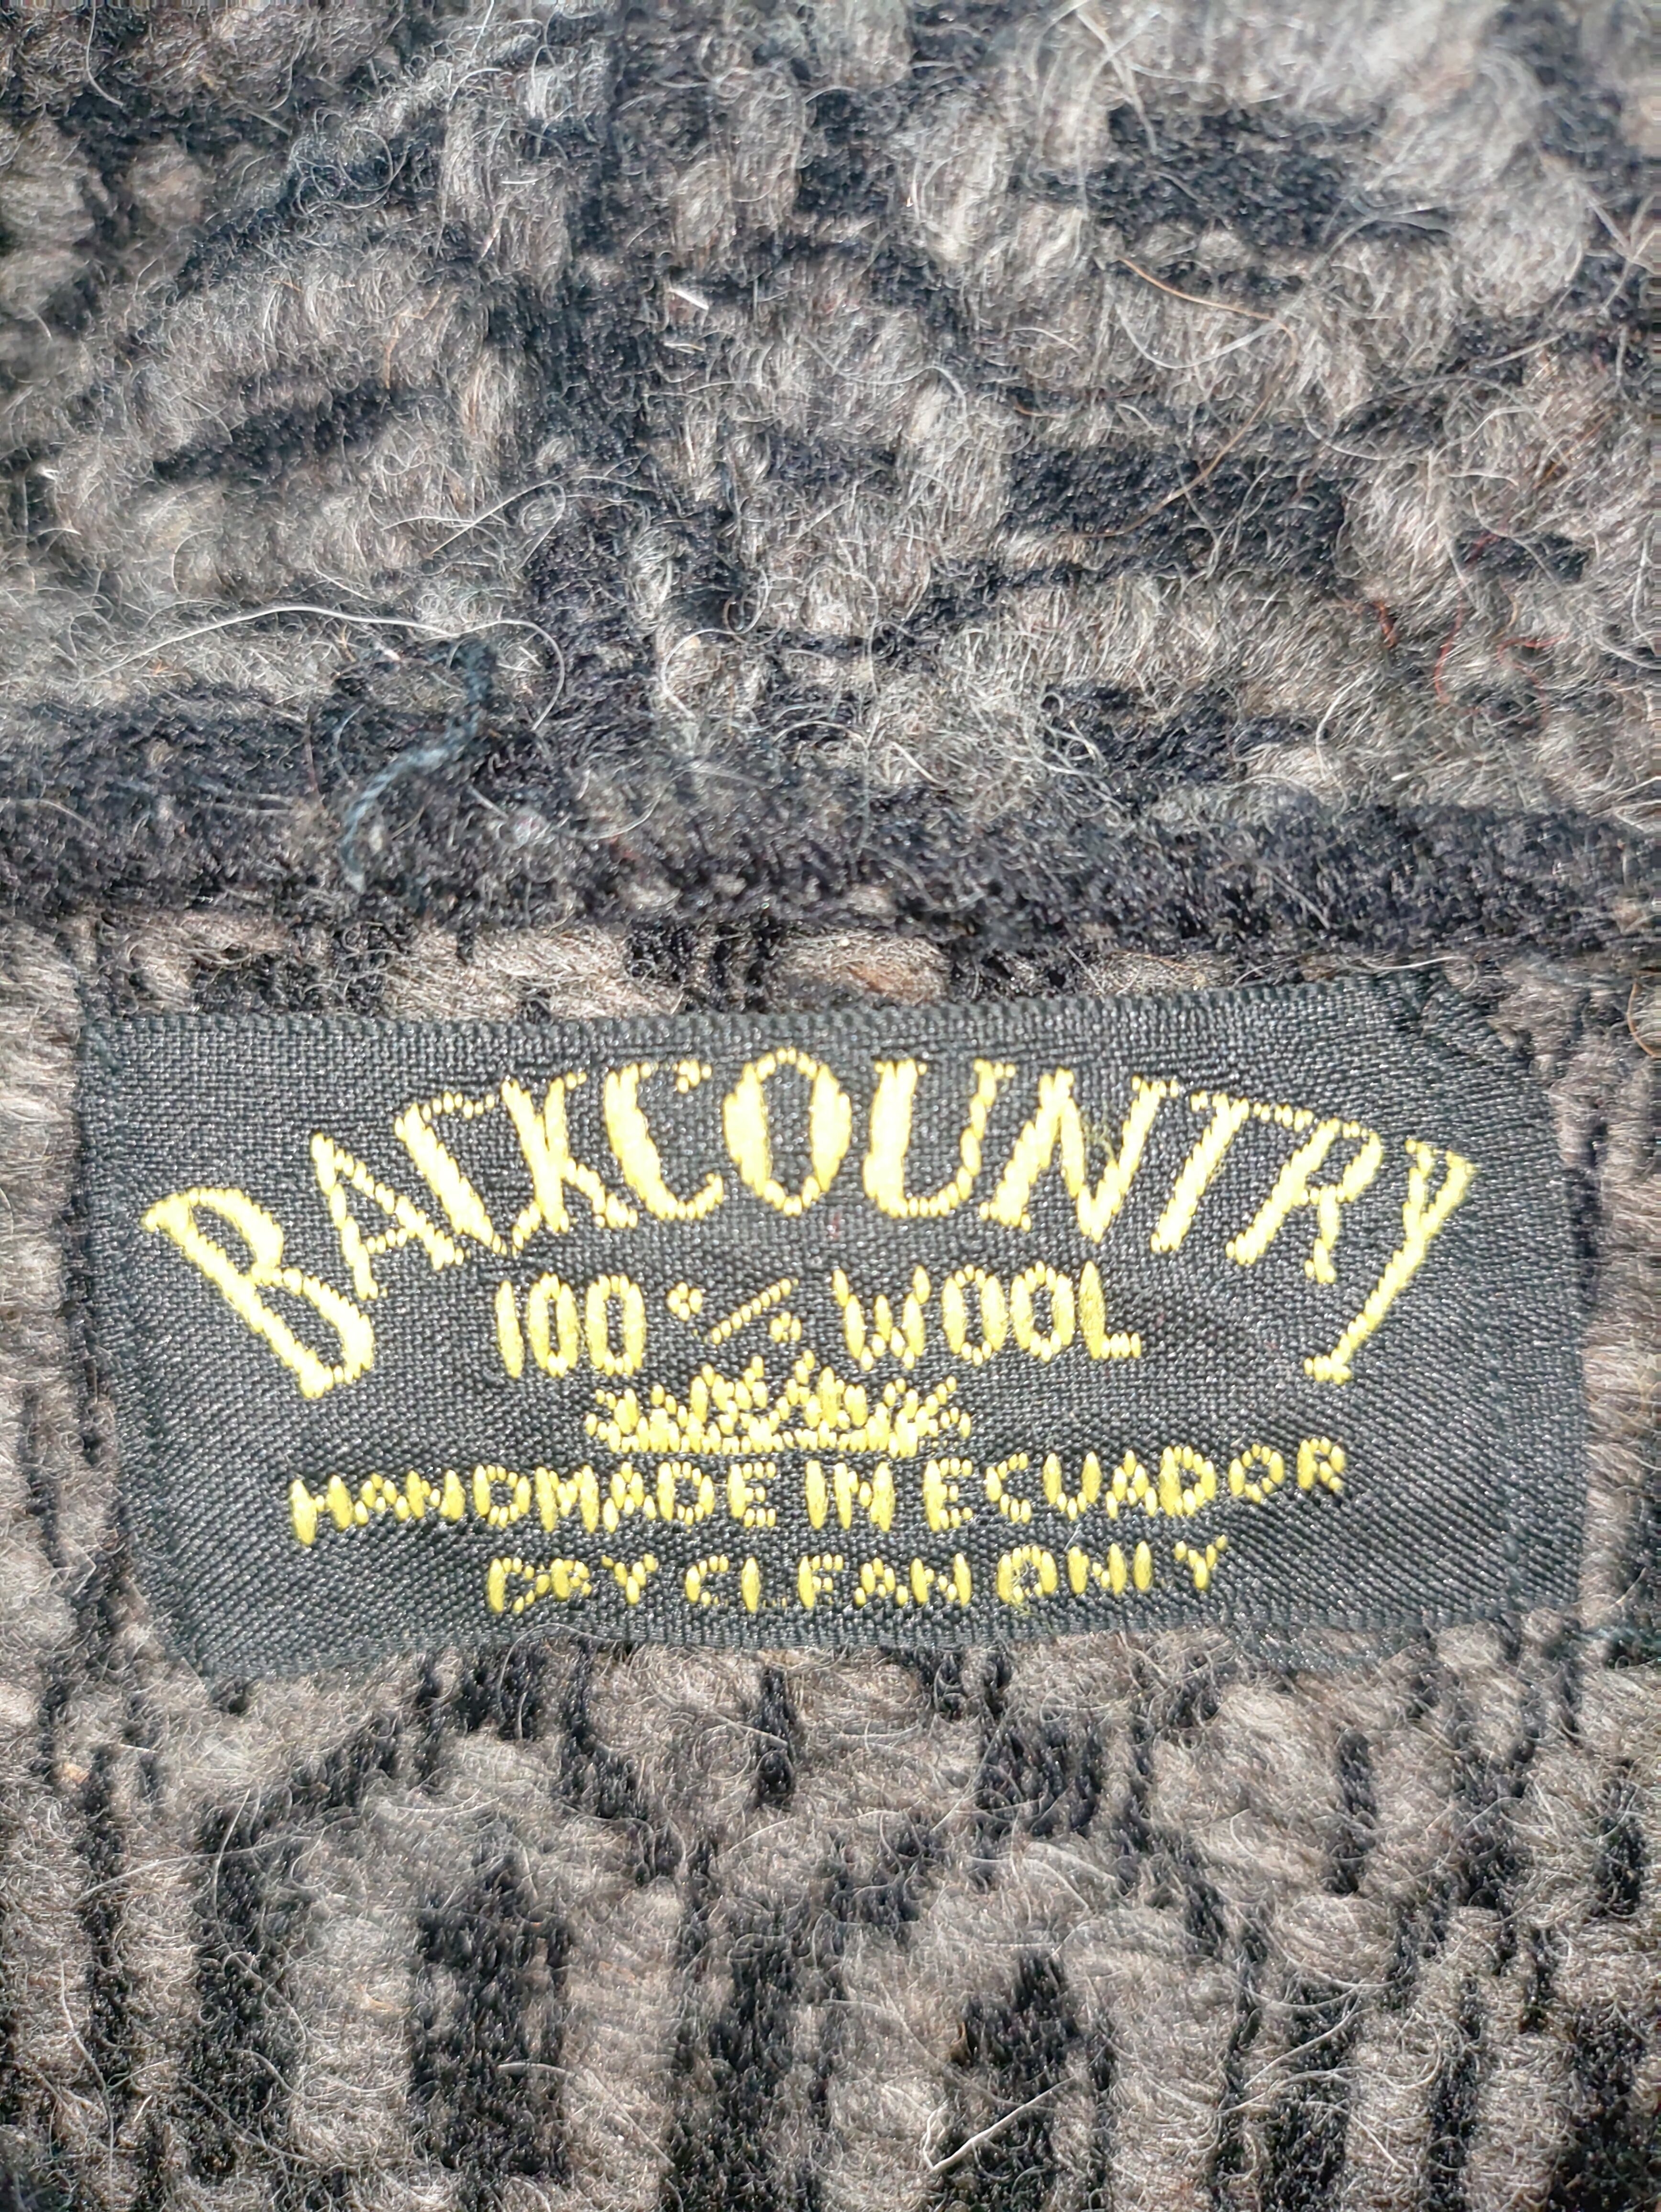 BACKCOUNTRY
100% WOOL
HANDMADE IN ECUADOR
DRY CLEAN ONLY